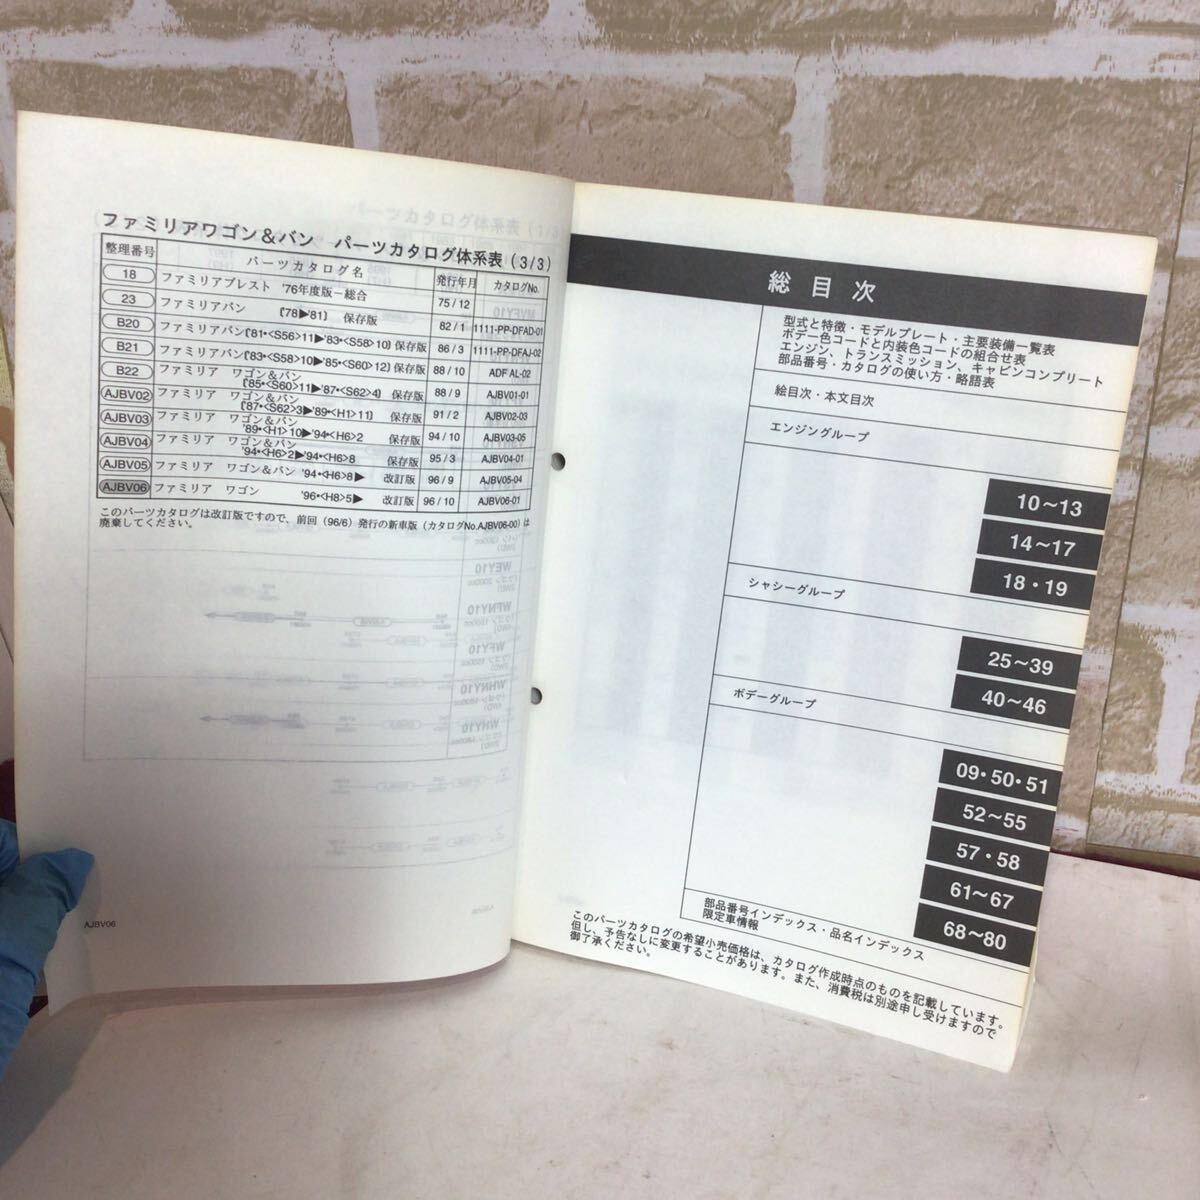 ファミリアワゴン&バン　パーツカタログ体系表(3/3)
整理番号 パーツカタログ名 発行年月 カタログNo.
18 ファミリアプレスト '76年度版－総合 75/12
23 ファミリアバン 〔'78▶'81〕 保存版 82/1 1111-PP-DFAD-01
B20 ファミリアバン〔'81・<S56>11▶'83・<S58>10〕保存版 86/3 1111-PP-DFAJ-02
B21 ファミリアバン〔'83・<S58>10▶'85・<S60>12〕保存版 88/10 ADF AL-02
B22 ファミリア ワゴン&バン 〔'85・<S60>11▶'87・<S62>4〕 保存版 88/9 AJBV01-01
AJBV02 ファミリア ワゴン&バン 〔'87・<S62>3▶'89・<H1>11〕 保存版 91/2 AJBV02-03
AJBV03 ファミリア ワゴン&バン '89・<H1>10▶'94・<H6>2 保存版 94/10 AJBV03-05
AJBV04 ファミリア ワゴン&バン '94・<H6>2▶'94・<H6>8 保存版 95/3 AJBV04-01
AJBV05 ファミリア ワゴン&バン '94・<H6>8▶ 改訂版 96/9 AJBV05-04
AJBV06 ファミリア ワゴン '96・<H8>5▶ 改訂版 96/10 AJBV06-01
このパーツカタログは改訂版ですので、前回(96/6)発行の新車版(カタログNo.AJBV06-00)は
廃棄してください。
AJBV06
総目次
型式と特徴・モデルプレート・主要装備一覧表
ボデー色コードと内装色コードの組合せ表
エンジン、トランスミッション、キャビンコンプリート
部品番号・カタログの使い方・略語表
絵目次・本文目次
エンジングループ
10～13
14～17
18・19
シャシーグループ
25～39
40～46
ボデーグループ
09・50・51
52～55
57・58
61～67
68～80
部品番号インデックス・品名インデックス
限定車情報
このパーツカタログの希望小売価格は、カタログ作成時点のものを記載しています。
但し、予告なしに変更することがあります。また、消費税は別途申し受けますので
御了承ください。